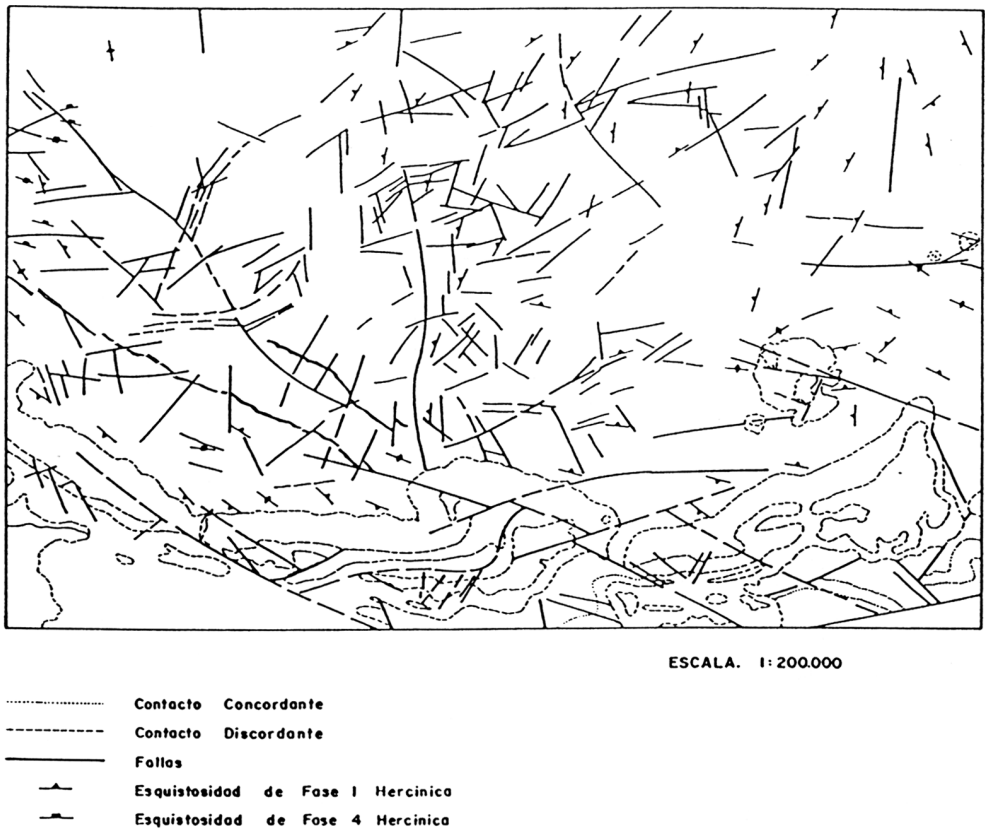 ESCALA. 1:200.000
Contacto Concordante
Contacto Discordante
Fallas
Esquistosidad de Fase 1 Hercinica
Esquistosidad de Fase 4 Hercinica